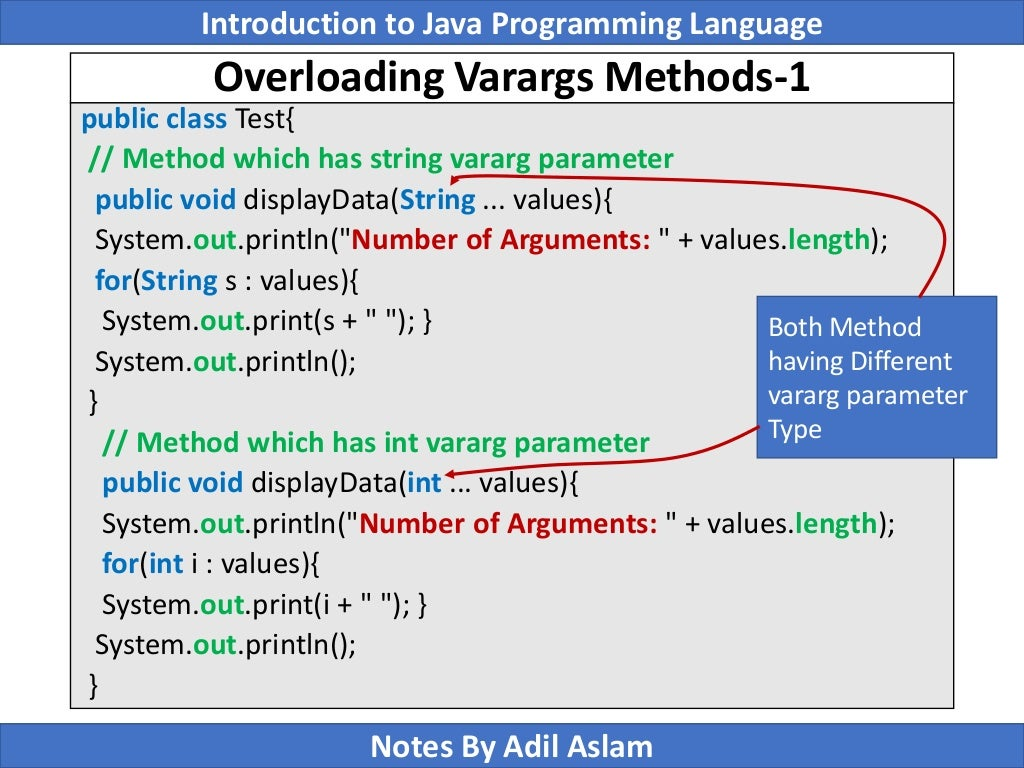 Introduction to Java Programming Language
Overloading Varargs Methods-1
public class Test{
// Method which has string vararg parameter
public void displayData(String ... values){
System.out.println("Number of Arguments: " + values.length);
for(String s : values){
System.out.print(s + " "); }
System.out.println();
}
// Method which has int vararg parameter
public void displayData(int ... values){
System.out.println("Number of Arguments: " + values.length);
for(int i : values){
System.out.print(i + " "); }
System.out.println();
}
Both Method
having Different
vararg parameter
Type
Notes By Adil Aslam